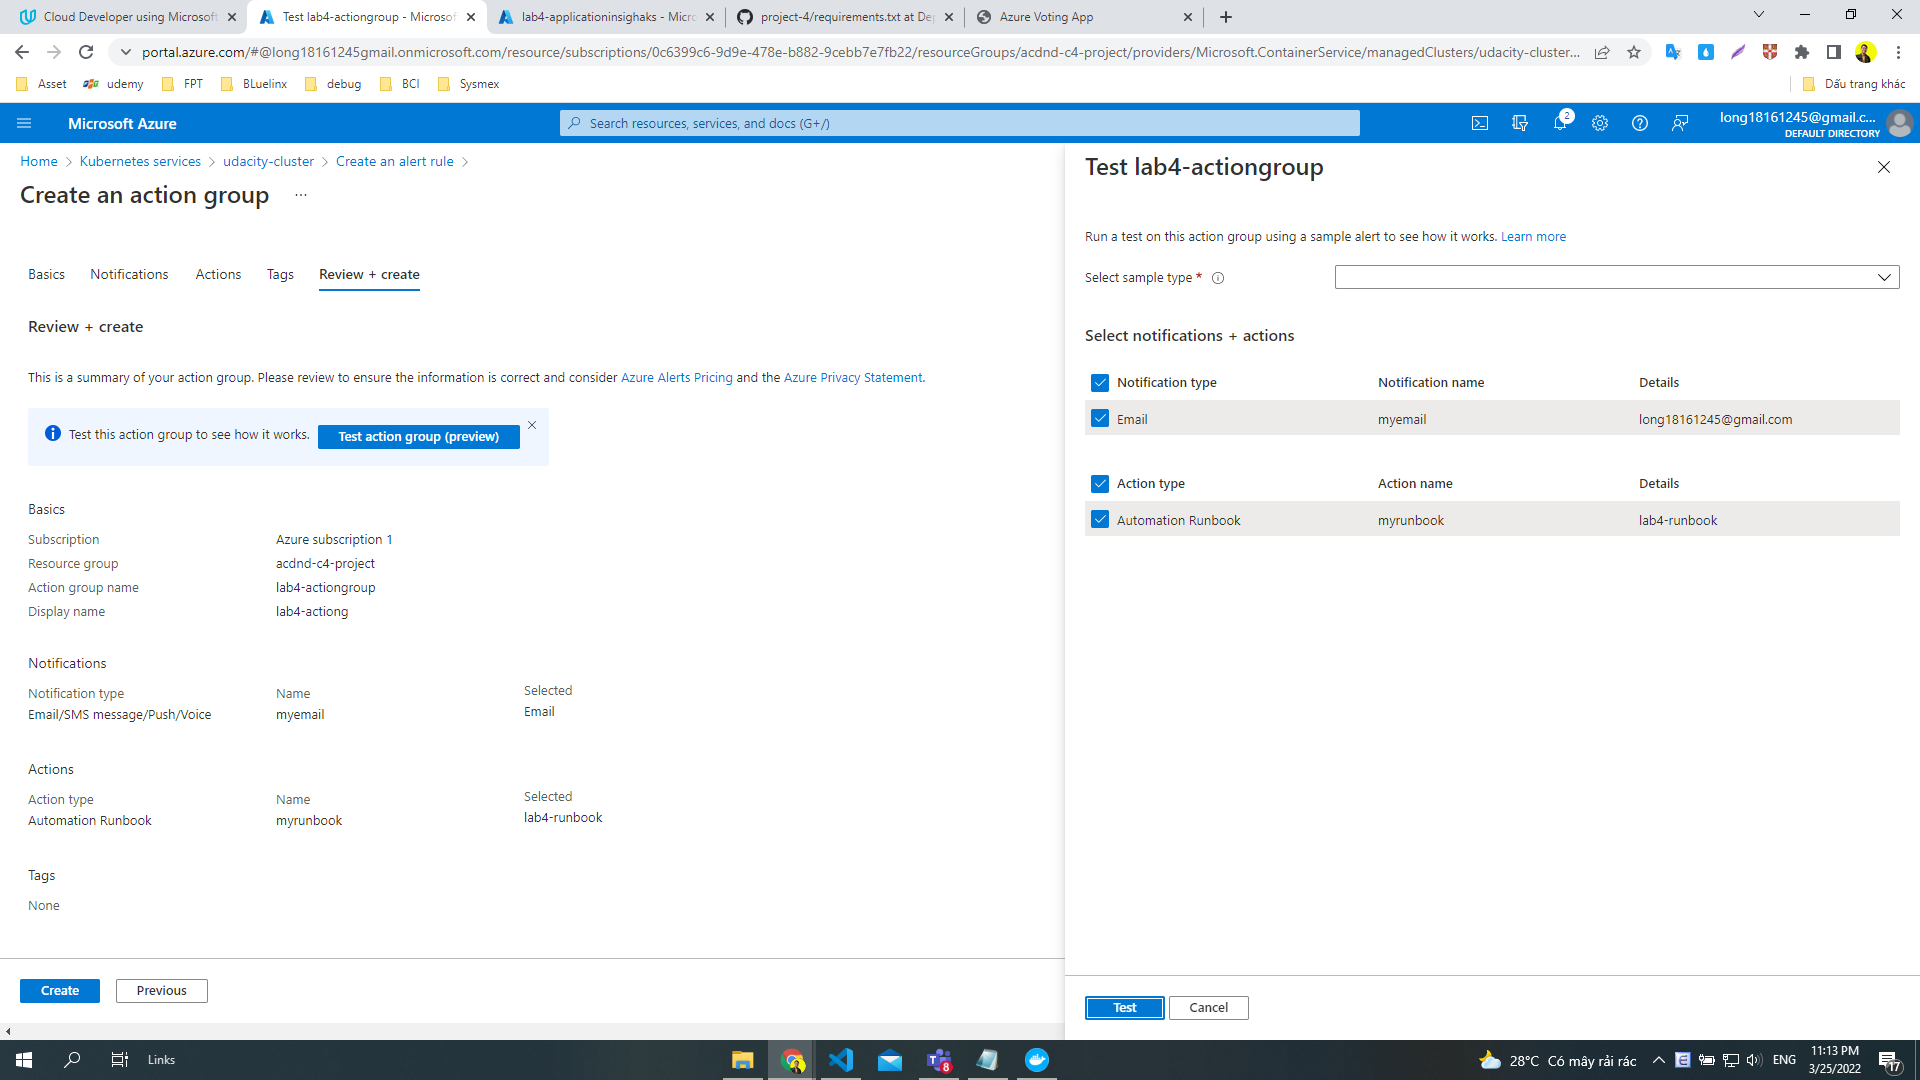 Cloud Developer using Microsoft
Test lab4-actiongroup - Microsof
lab4-applicationinsighaks - Micro
project-4/requirements.txt at De
Azure Voting App
portal.azure.com/#@long18161245gmail.onmicrosoft.com/resource/subscriptions/0c6399c6-9d9e-478e-b882-9cebb7e7fb22/resourceGroups/acdnd-c4-project/providers/Microsoft.ContainerService/managedClusters/udacity-cluster...
Asset
udemy
FPT
BLuelinx
debug
BCI
Sysmex
Dấu trang khác
Microsoft Azure
Search resources, services, and docs (G+/)
2
long18161245@gmail.c...
DEFAULT DIRECTORY
Home > Kubernetes services > udacity-cluster > Create an alert rule >
Create an action group ...
Basics
Notifications
Actions
Tags
Review + create
Review + create
This is a summary of your action group. Please review to ensure the information is correct and consider Azure Alerts Pricing and the Azure Privacy Statement.
Test this action group to see how it works. Test action group (preview)
Basics
Subscription Azure subscription 1
Resource group acdnd-c4-project
Action group name lab4-actiongroup
Display name lab4-actiong
Notifications
Notification type Name Selected
Email/SMS message/Push/Voice myemail Email
Actions
Action type Name Selected
Automation Runbook myrunbook lab4-runbook
Tags
None
Create
Previous
Test lab4-actiongroup
Run a test on this action group using a sample alert to see how it works. Learn more
Select sample type *
Select notifications + actions
Notification type Notification name Details
Email myemail long18161245@gmail.com
Action type Action name Details
Automation Runbook myrunbook lab4-runbook
Test
Cancel
Links
8
28°C Có mây rải rác
ENG
11:13 PM
3/25/2022
17